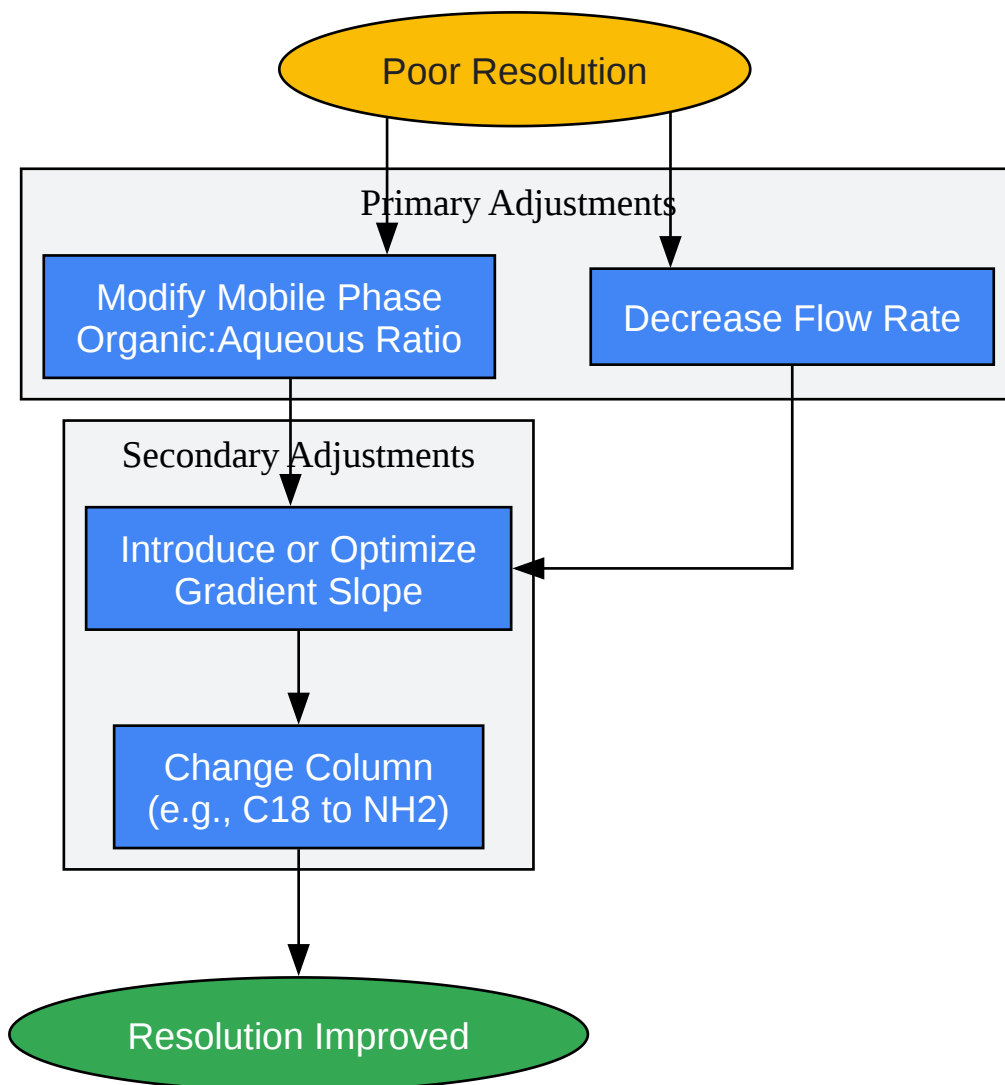 Poor Resolution
Primary Adjustments
Modify Mobile Phase
Organic:Aqueous Ratio
Decrease Flow Rate
Secondary Adjustments
Introduce or Optimize
Gradient Slope
Change Column
(e.g., C18 to NH2)
Resolution Improved